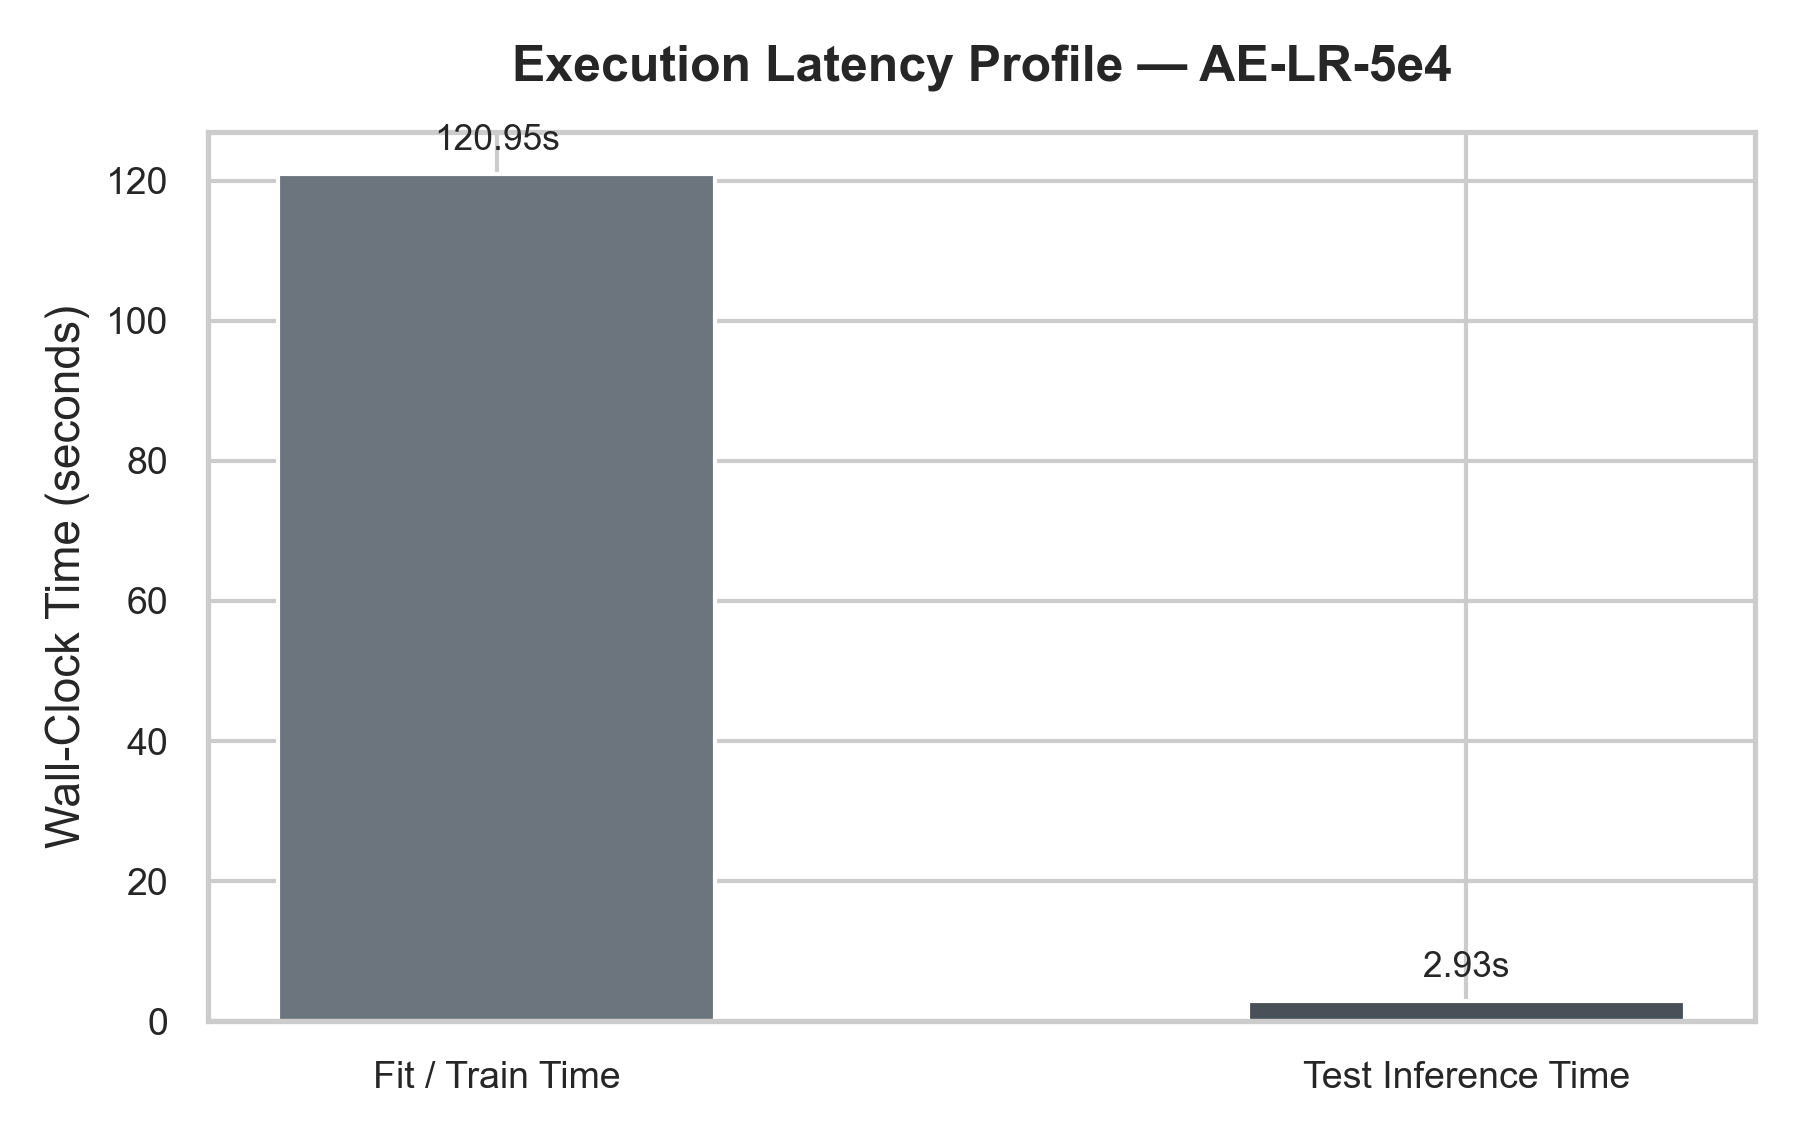 Execution Latency Profile — AE-LR-5e4
120.95s
120
100
80
60
40
20
0
Wall-Clock Time (seconds)
2.93s
Fit / Train Time
Test Inference Time